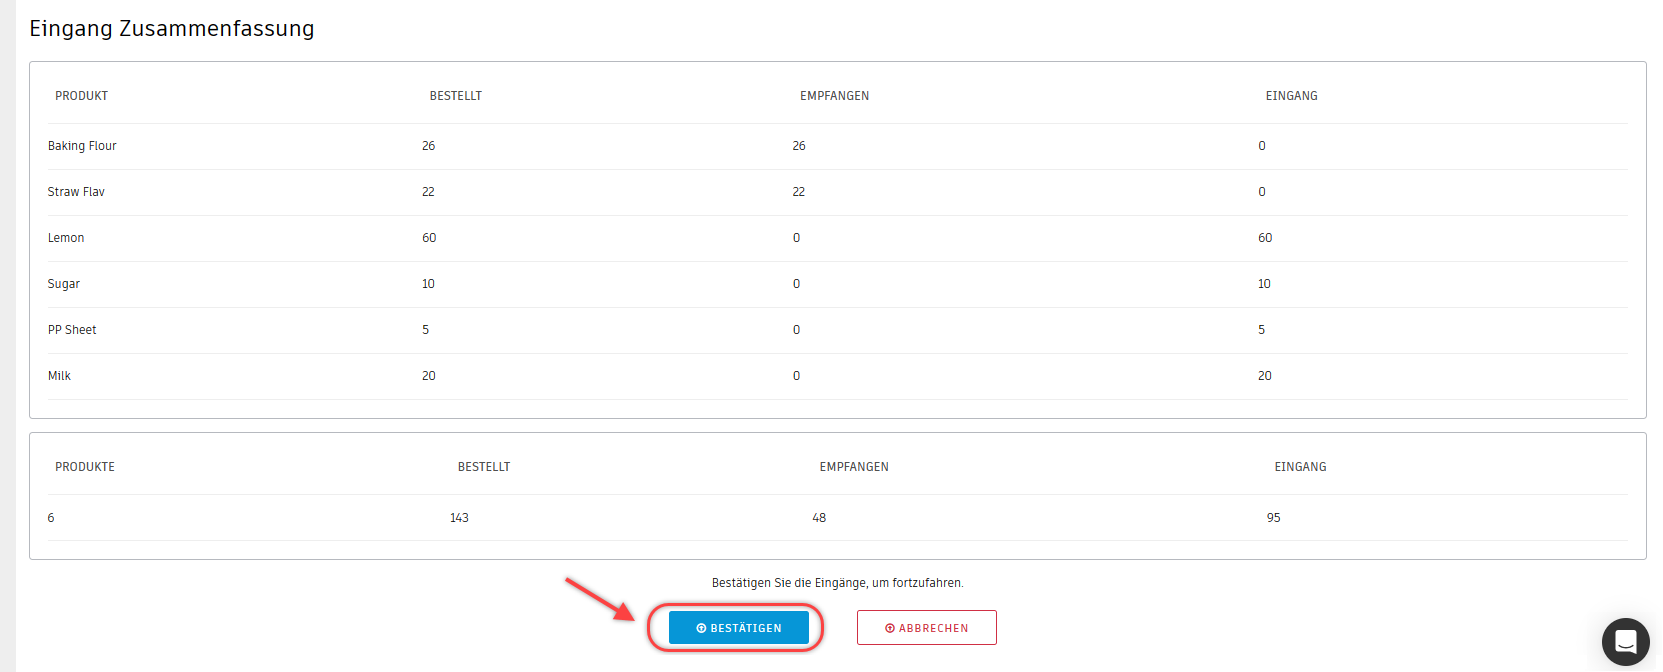 Eingang Zusammenfassung
PRODUKT BESTELLT EMPFANGEN EINGANG
Baking Flour 26 26 0
Straw Flav 22 22 0
Lemon 60 0 60
Sugar 10 0 10
PP Sheet 5 0 5
Milk 20 0 20
PRODUKTE BESTELLT EMPFANGEN EINGANG
6 143 48 95
Bestätigen Sie die Eingänge, um fortzufahren.
BESTÄTIGEN ABBRECHEN